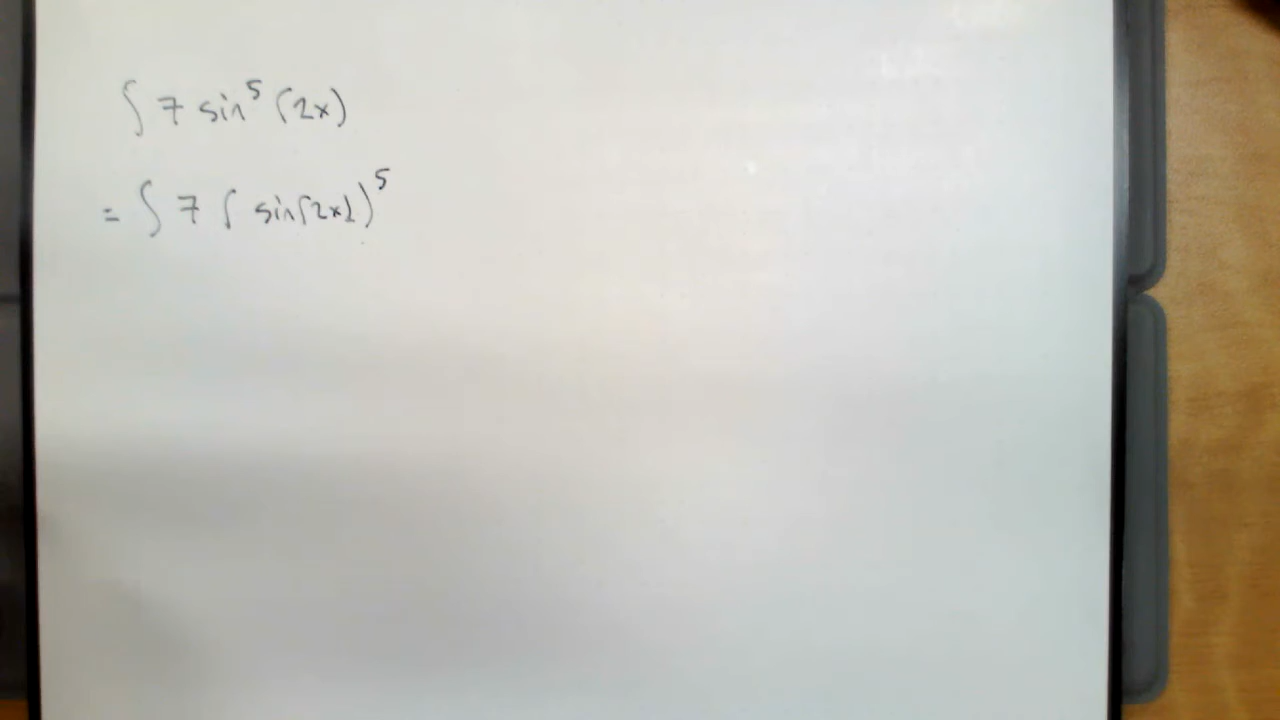 ∫ 7 sin⁵ (2x)
= ∫ 7 ( sin(2x))⁵